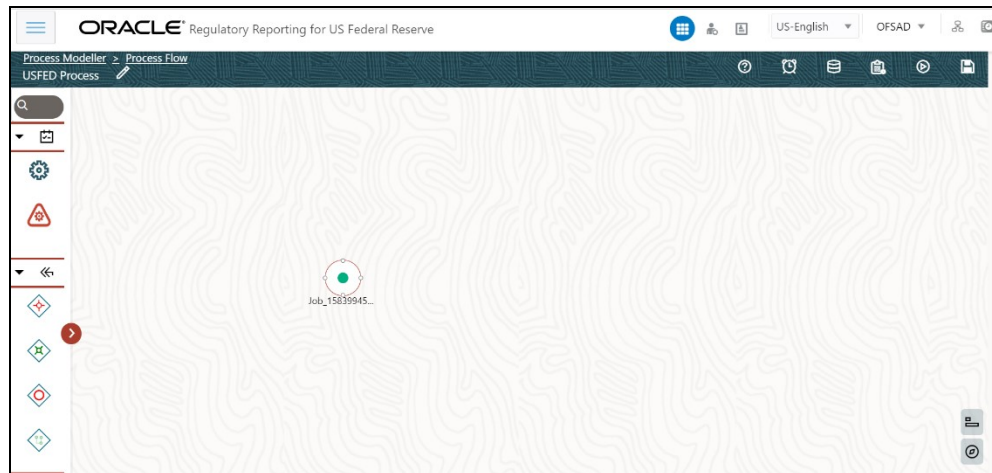 ORACLE® Regulatory Reporting for US Federal Reserve
US-English
OFSAD
Process Modeller > Process Flow
USFED Process
Job_15839945...